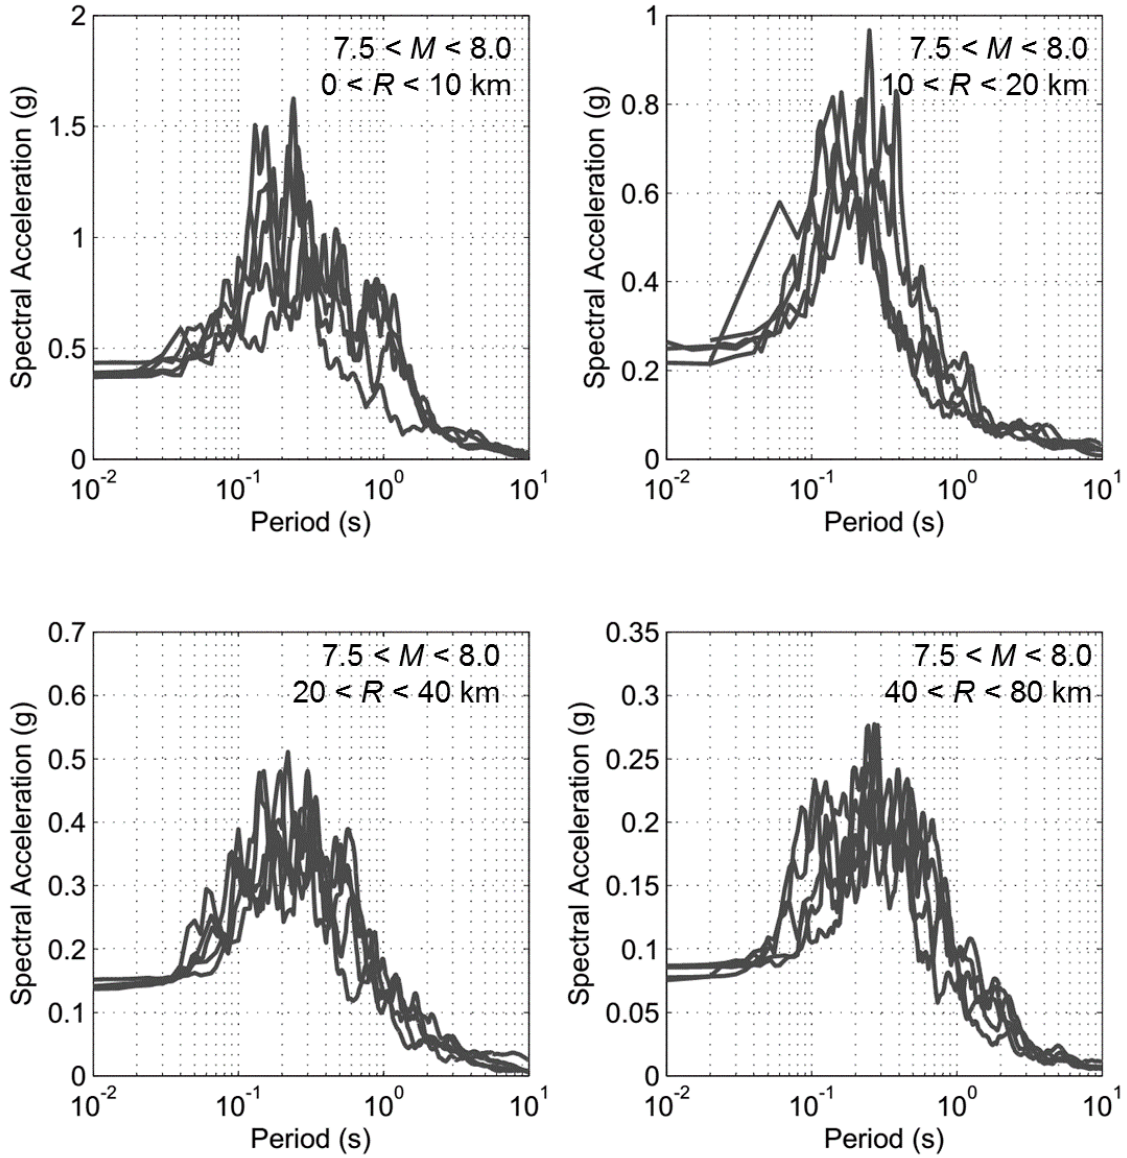 2
1.5
1
0.5
0
Spectral Acceleration (g)
7.5 < M < 8.0
0 < R < 10 km
10⁻² 10⁻¹ 10⁰ 10¹
Period (s)
1
0.8
0.6
0.4
0.2
0
Spectral Acceleration (g)
7.5 < M < 8.0
10 < R < 20 km
10⁻² 10⁻¹ 10⁰ 10¹
Period (s)
0.7
0.6
0.5
0.4
0.3
0.2
0.1
0
Spectral Acceleration (g)
7.5 < M < 8.0
20 < R < 40 km
10⁻² 10⁻¹ 10⁰ 10¹
Period (s)
0.35
0.3
0.25
0.2
0.15
0.1
0.05
0
Spectral Acceleration (g)
7.5 < M < 8.0
40 < R < 80 km
10⁻² 10⁻¹ 10⁰ 10¹
Period (s)